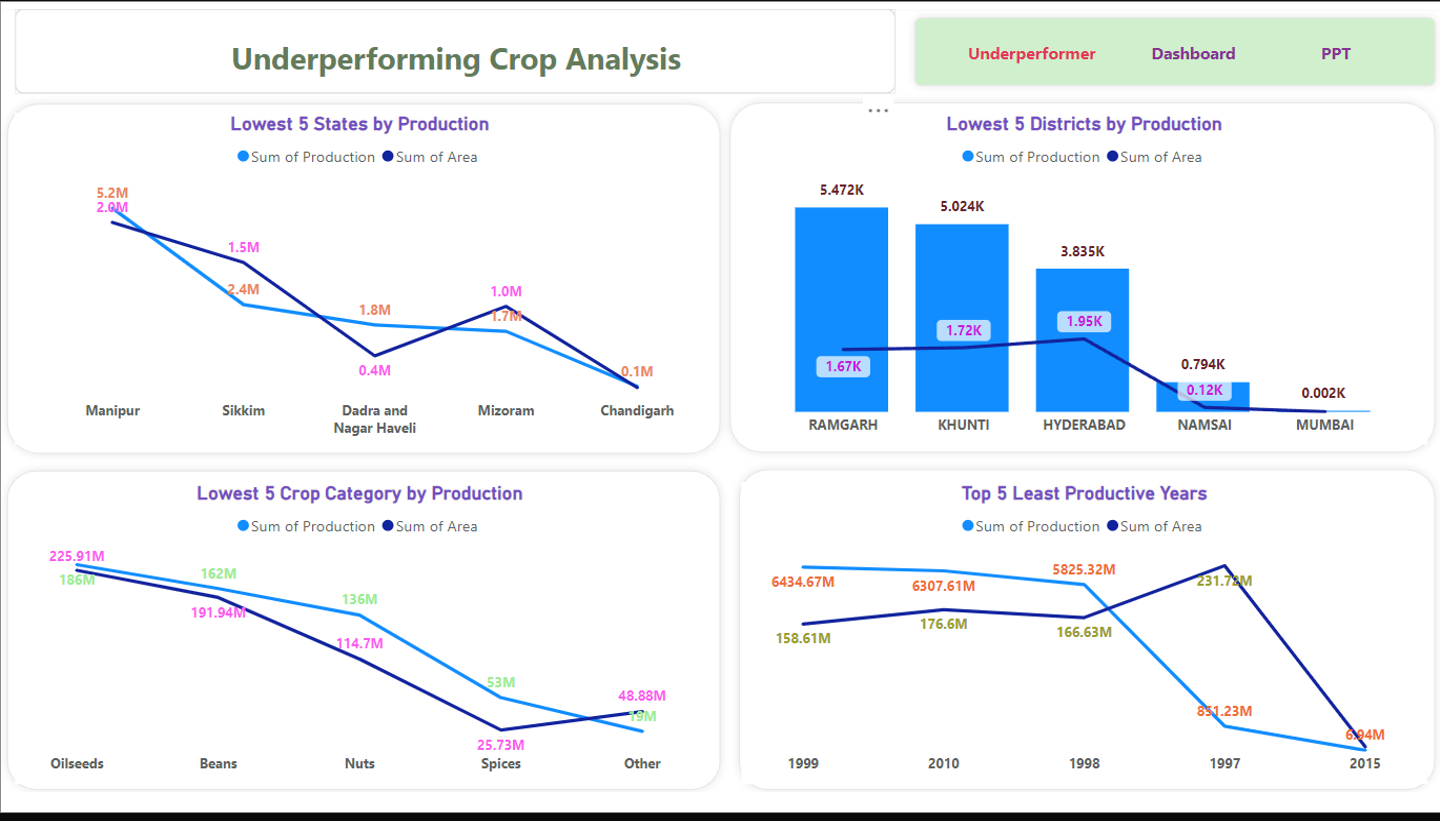 Underperforming Crop Analysis
Underperformer Dashboard PPT
Lowest 5 States by Production
Sum of Production Sum of Area
5.2M
2.0M
1.5M
2.4M
1.8M
0.4M
1.0M
1.7M
0.1M
Manipur Sikkim Dadra and Nagar Haveli Mizoram Chandigarh
Lowest 5 Districts by Production
Sum of Production Sum of Area
5.472K
5.024K
3.835K
0.794K
0.002K
1.67K
1.72K
1.95K
0.12K
RAMGARH KHUNTI HYDERABAD NAMSAI MUMBAI
Lowest 5 Crop Category by Production
Sum of Production Sum of Area
225.91M
186M
162M
191.94M
136M
114.7M
53M
25.73M
48.88M
19M
Oilseeds Beans Nuts Spices Other
Top 5 Least Productive Years
Sum of Production Sum of Area
6434.67M
6307.61M
5825.32M
851.23M
6.94M
158.61M
176.6M
166.63M
231.72M
1999 2010 1998 1997 2015